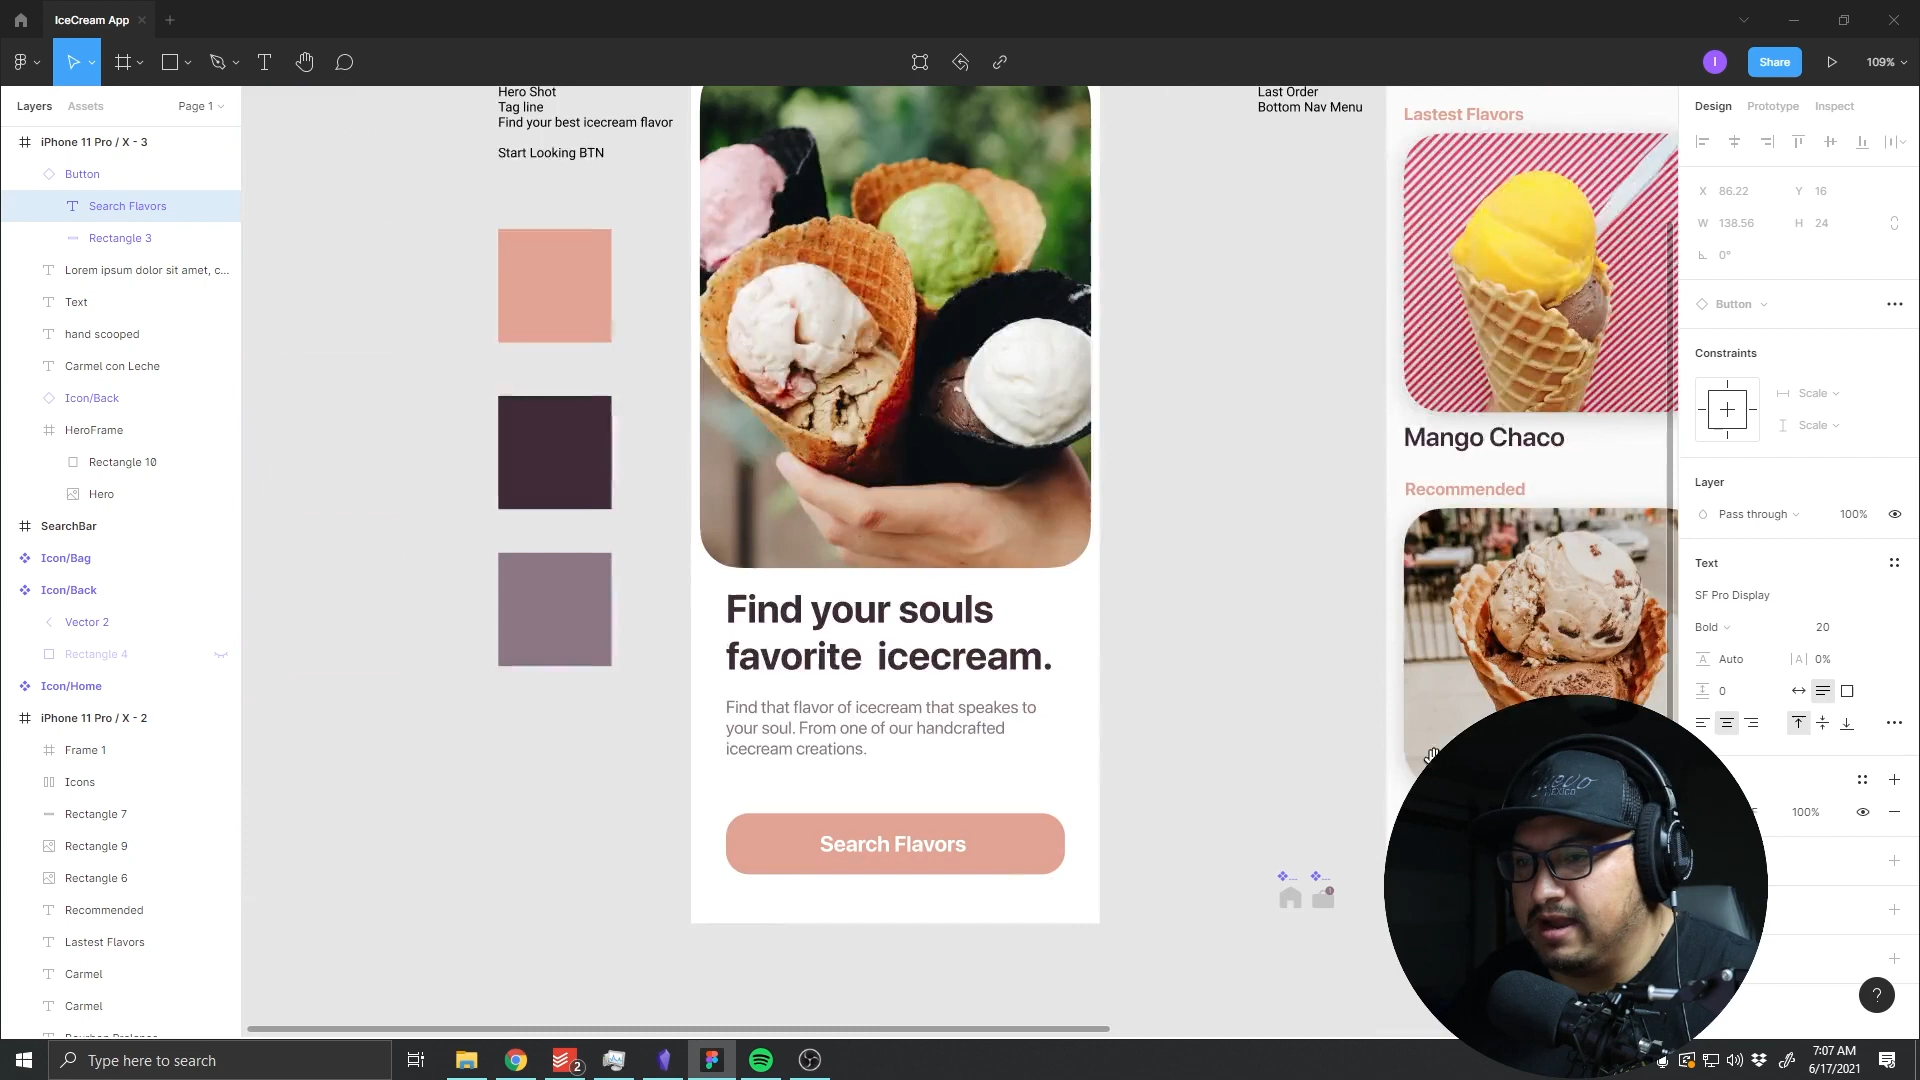 IceCream App
Share
109%
Layers
Assets
Page 1
iPhone 11 Pro / X - 3
Button
Search Flavors
Rectangle 3
Lorem ipsum dolor sit amet, c...
Text
hand scooped
Carmel con Leche
Icon/Back
HeroFrame
Rectangle 10
Hero
SearchBar
Icon/Bag
Icon/Back
Vector 2
Rectangle 4
Icon/Home
iPhone 11 Pro / X - 2
Frame 1
Icons
Rectangle 7
Rectangle 9
Rectangle 6
Recommended
Lastest Flavors
Carmel
Carmel
Hero Shot
Tag line
Find your best icecream flavor
Start Looking BTN
Find your souls
favorite icecream.
Find that flavor of icecream that speakes to
your soul. From one of our handcrafted
icecream creations.
Search Flavors
Last Order
Bottom Nav Menu
Lastest Flavors
Mango Chaco
Recommended
Design
Prototype
Inspect
X 86.22 Y 16
W 138.56 H 24
0°
Button
Constraints
Scale
Scale
Layer
Pass through 100%
Text
SF Pro Display
Bold 20
A Auto |A| 0%
0
100%
?
Type here to search
2
7:07 AM
6/17/2021